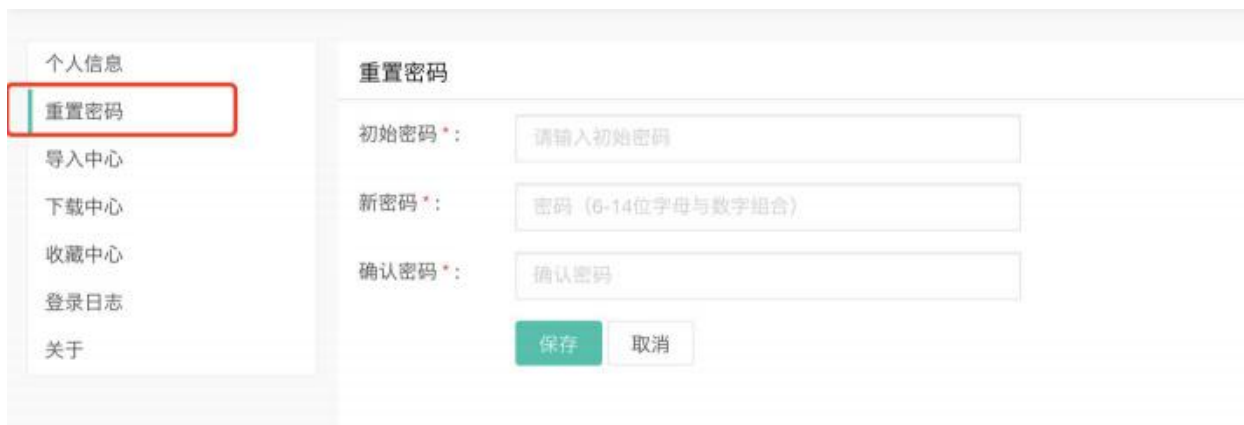 个人信息
重置密码
导入中心
下载中心
收藏中心
登录日志
关于
重置密码
初始密码*： 请输入初始密码
新密码*： 密码（6-14位字母与数字组合）
确认密码*： 确认密码
保存 取消